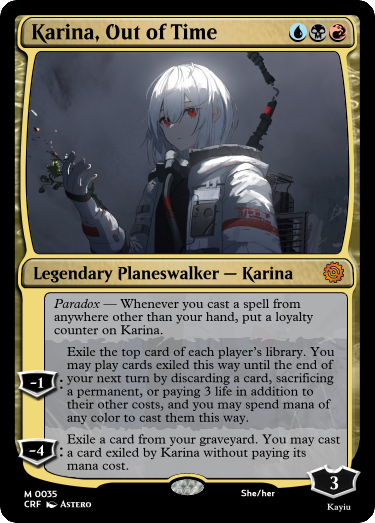 Karina, Out of Time
Legendary Planeswalker — Karina
Paradox — Whenever you cast a spell from
anywhere other than your hand, put a loyalty
counter on Karina.
-1: Exile the top card of each player's library. You
may play cards exiled this way until the end of
your next turn by discarding a card, sacrificing
a permanent, or paying 3 life in addition to
their other costs, and you may spend mana
of any color to cast them this way.
-4: Exile a card from your graveyard. You may cast
a card exiled by Karina without paying its
mana cost.
3
M 0035
She/her
CRF Astero
Kayiu